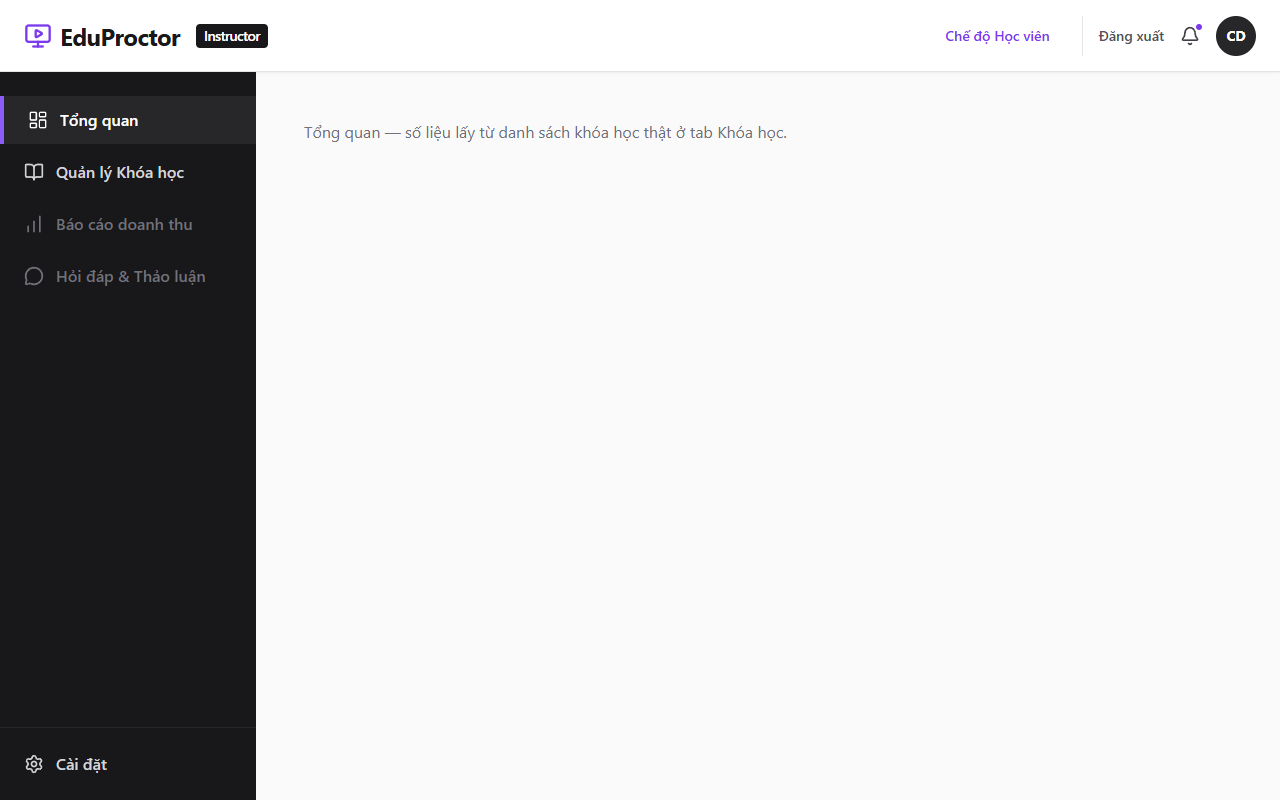 EduProctor
Instructor
Chế độ Học viên
Đăng xuất
CD
Tổng quan
Quản lý Khóa học
Báo cáo doanh thu
Hỏi đáp & Thảo luận
Cài đặt
Tổng quan — số liệu lấy từ danh sách khóa học thật ở tab Khóa học.